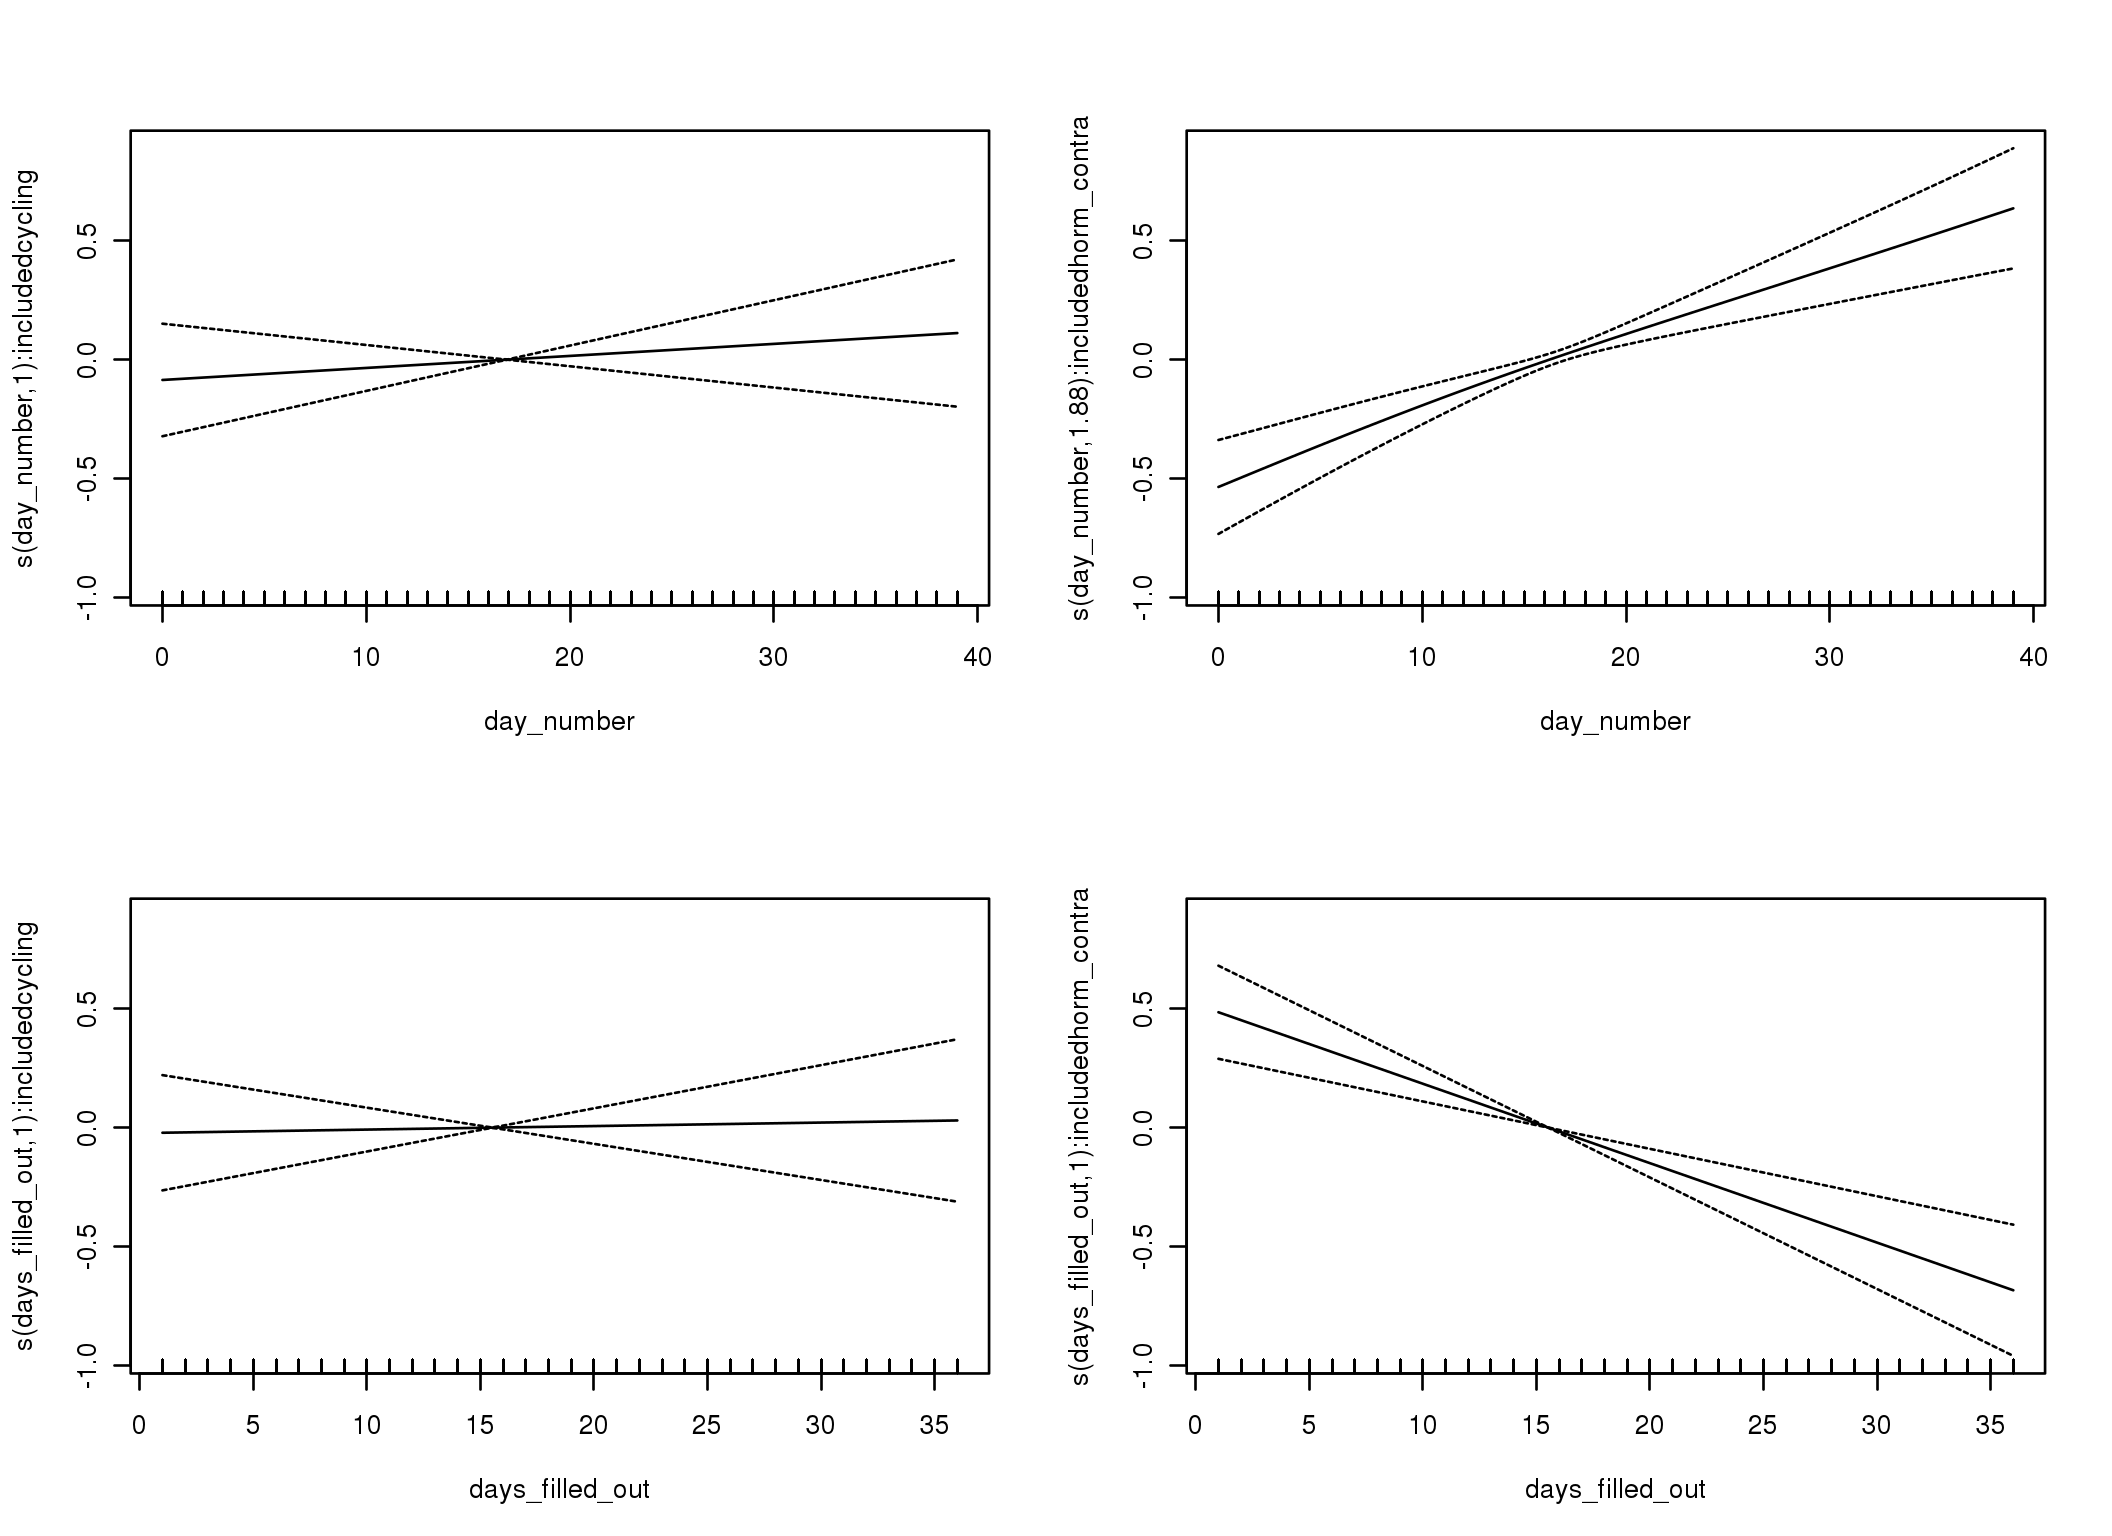 s(day_number,1):includedcycling
0.5
0.0
-0.5
-1.0
0 10 20 30 40
day_number
s(day_number,1.88):includedhorm_contra
0.5
0.0
-0.5
-1.0
0 10 20 30 40
day_number
s(days_filled_out,1):includedcycling
0.5
0.0
-0.5
-1.0
0 5 10 15 20 25 30 35
days_filled_out
s(days_filled_out,1):includedhorm_contra
0.5
0.0
-0.5
-1.0
0 5 10 15 20 25 30 35
days_filled_out